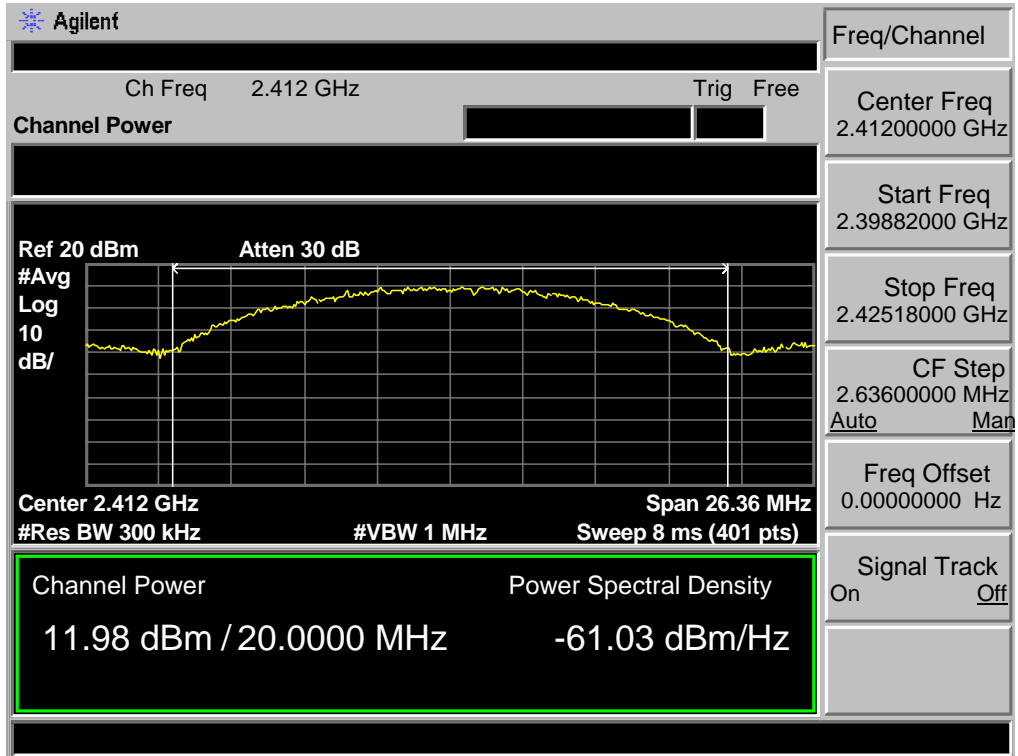 Agilent
Freq/Channel
Ch Freq 2.412 GHz Trig Free
Channel Power
Center Freq
2.41200000 GHz
Start Freq
2.39882000 GHz
Stop Freq
2.42518000 GHz
CF Step
2.63600000 MHz
Auto Man
Freq Offset
0.00000000 Hz
Signal Track
On Off
Ref 20 dBm Atten 30 dB
#Avg
Log
10
dB/
Center 2.412 GHz Span 26.36 MHz
#Res BW 300 kHz #VBW 1 MHz Sweep 8 ms (401 pts)
Channel Power Power Spectral Density
11.98 dBm / 20.0000 MHz -61.03 dBm/Hz